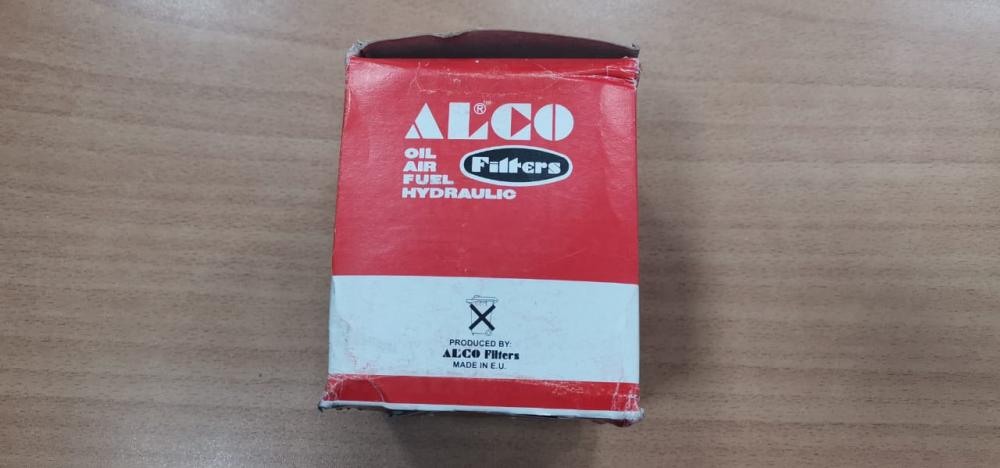 ALCO®
OIL
AIR
FUEL
HYDRAULIC
Filters
PRODUCED BY:
ALCO Filters
MADE IN E.U.